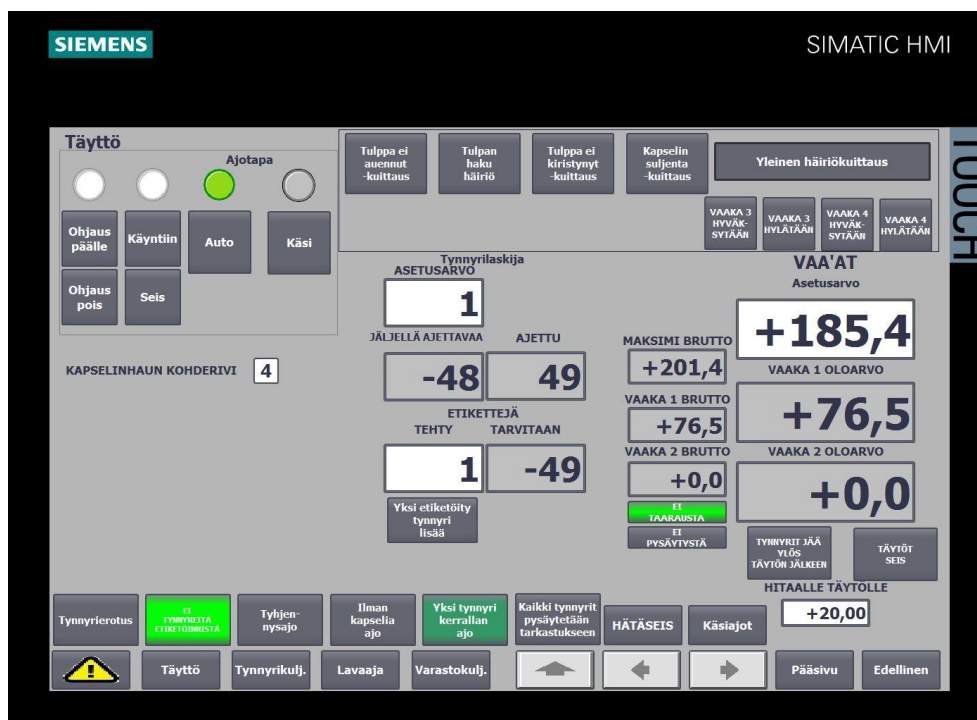 SIEMENS
SIMATIC HMI
TOUCH
Täyttö
Ajotapa
Ohjaus
päälle
Käyntiin
Auto
Käsi
Ohjaus
pois
Seis
Tulppa ei
auennut
-kuittaus
Tulpan
haku
häiriö
Tulppa ei
kiristynyt
-kuittaus
Kapselin
suljenta
-kuittaus
Yleinen häiriökuittaus
VAAKA 3
HYVÄK-
SYTÄÄN
VAAKA 3
HYLÄTÄÄN
VAAKA 4
HYVÄK-
SYTÄÄN
VAAKA 4
HYLÄTÄÄN
KAPSELINHAUN KOHDERIVI 4
Tynnyrilaskija
ASETUSARVO
1
JÄLJELLÄ AJETTAVAA AJETTU
-48 49
ETIKETTEJÄ
TEHTY TARVITAAN
1 -49
Yksi etiketöity
tynnyri
lisää
VAA'AT
Asetusarvo
+185,4
MAKSIMI BRUTTO
+201,4
VAAKA 1 OLOARVO
+76,5
VAAKA 1 BRUTTO
+76,5
VAAKA 2 BRUTTO
+0,0
VAAKA 2 OLOARVO
+0,0
EI
TAARAUSTA
EI
PYSÄYTYSTÄ
TYNNYRIT JÄÄ
YLÖS
TÄYTÖN JÄLKEEN
TÄYTÖT
SEIS
HITAALLE TÄYTÖLLE
+20,00
Tynnyrierotus
EI
TYNNYREITÄ
ETIKETOINNISTA
Tyhjen-
nysajo
Ilman
kapselia
ajo
Yksi tynnyri
kerrallan
ajo
Kaikki tynnyrit
pysäytetään
tarkastukseen
HÄTÄSEIS
Käsiajot
Täyttö
Tynnyrikulj.
Lavaaja
Varastokulj.
Pääsivu
Edellinen